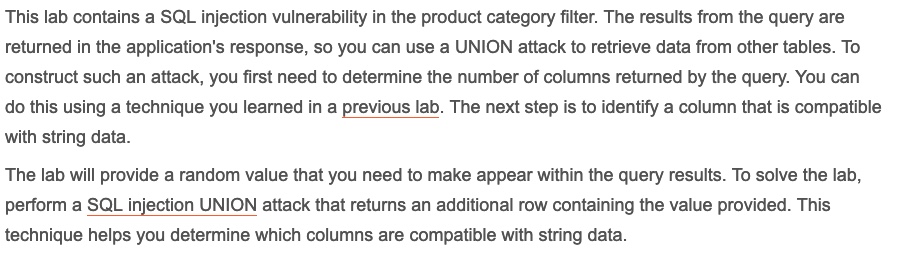 This lab contains a SQL injection vulnerability in the product category filter. The results from the query are
returned in the application's response, so you can use a UNION attack to retrieve data from other tables. To
construct such an attack, you first need to determine the number of columns returned by the query. You can
do this using a technique you learned in a previous lab. The next step is to identify a column that is compatible
with string data.
The lab will provide a random value that you need to make appear within the query results. To solve the lab,
perform a SQL injection UNION attack that returns an additional row containing the value provided. This
technique helps you determine which columns are compatible with string data.